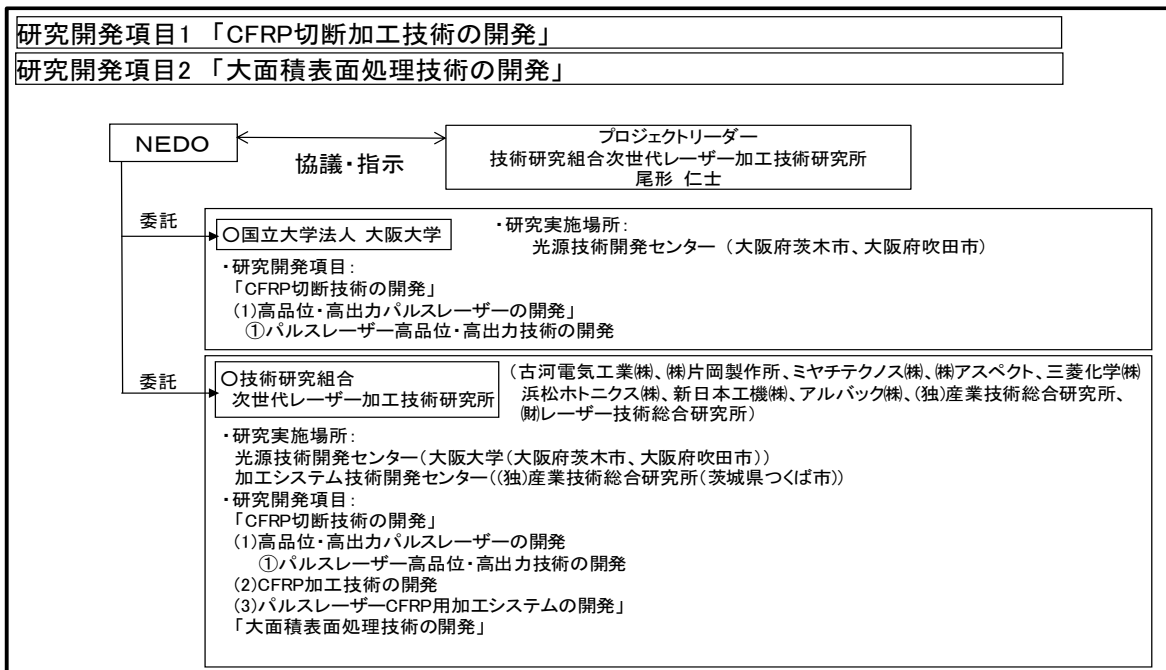 研究開発項目1 「CFRP切断加工技術の開発」
研究開発項目2 「大面積表面処理技術の開発」
NEDO
協議・指示
プロジェクトリーダー
技術研究組合次世代レーザー加工技術研究所
尾形 仁士
委託
○国立大学法人 大阪大学
・研究実施場所:
光源技術開発センター (大阪府茨木市、大阪府吹田市)
・研究開発項目:
「CFRP切断技術の開発」
(1)高品位・高出力パルスレーザーの開発」
①パルスレーザー高品位・高出力技術の開発
委託
○技術研究組合
次世代レーザー加工技術研究所
(古河電気工業㈱、㈱片岡製作所、ミヤチテクノス㈱、㈱アスペクト、三菱化学㈱
浜松ホトニクス㈱、新日本工機㈱、アルバック㈱、(独)産業技術総合研究所、
㈶レーザー技術総合研究所)
・研究実施場所:
光源技術開発センター(大阪大学(大阪府茨木市、大阪府吹田市))
加工システム技術開発センター((独)産業技術総合研究所(茨城県つくば市))
・研究開発項目:
「CFRP切断技術の開発」
(1)高品位・高出力パルスレーザーの開発
①パルスレーザー高品位・高出力技術の開発
(2)CFRP加工技術の開発
(3)パルスレーザーCFRP用加工システムの開発」
「大面積表面処理技術の開発」